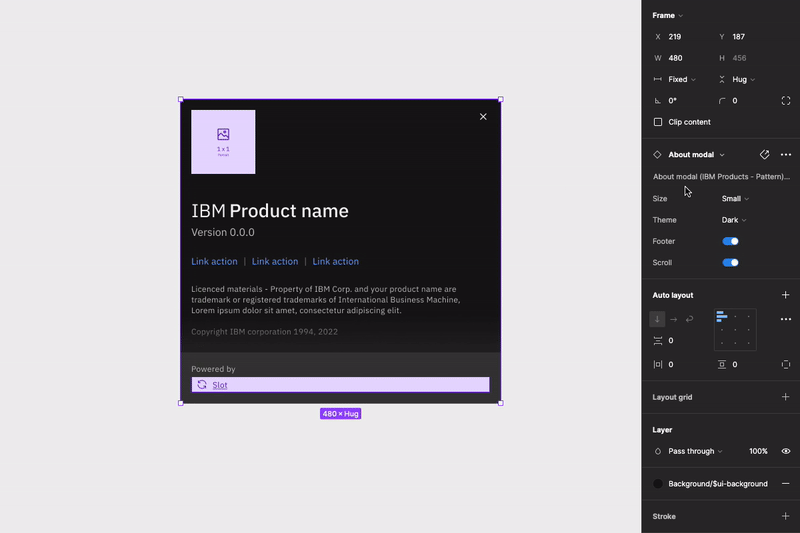 Frame
X 219 Y 187
W 480 H 456
Fixed Hug
0° 0
Clip content
About modal
About modal (IBM Products - Pattern)...
Size Small
Theme Dark
Footer
Scroll
Auto layout
0
0 0
Layout grid
Layer
Pass through 100%
Background/$ui-background
Stroke
1x1
IBM Product name
Version 0.0.0
Link action | Link action | Link action
Licenced materials - Property of IBM Corp. and your product name are
trademark or registered trademarks of International Business Machine,
Lorem ipsum dolor sit amet, consectetur adipiscing elit.
Copyright IBM corporation 1994, 2022
Powered by
Slot
480 × Hug